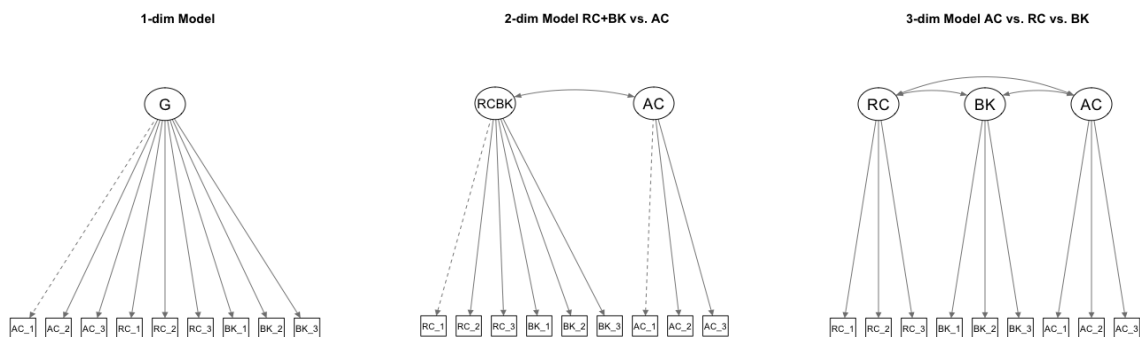 1-dim Model
2-dim Model RC+BK vs. AC
3-dim Model AC vs. RC vs. BK
G
RCBK
AC
RC
BK
AC
AC_1 AC_2 AC_3 RC_1 RC_2 RC_3 BK_1 BK_2 BK_3
RC_1 RC_2 RC_3 BK_1 BK_2 BK_3 AC_1 AC_2 AC_3
RC_1 RC_2 RC_3 BK_1 BK_2 BK_3 AC_1 AC_2 AC_3